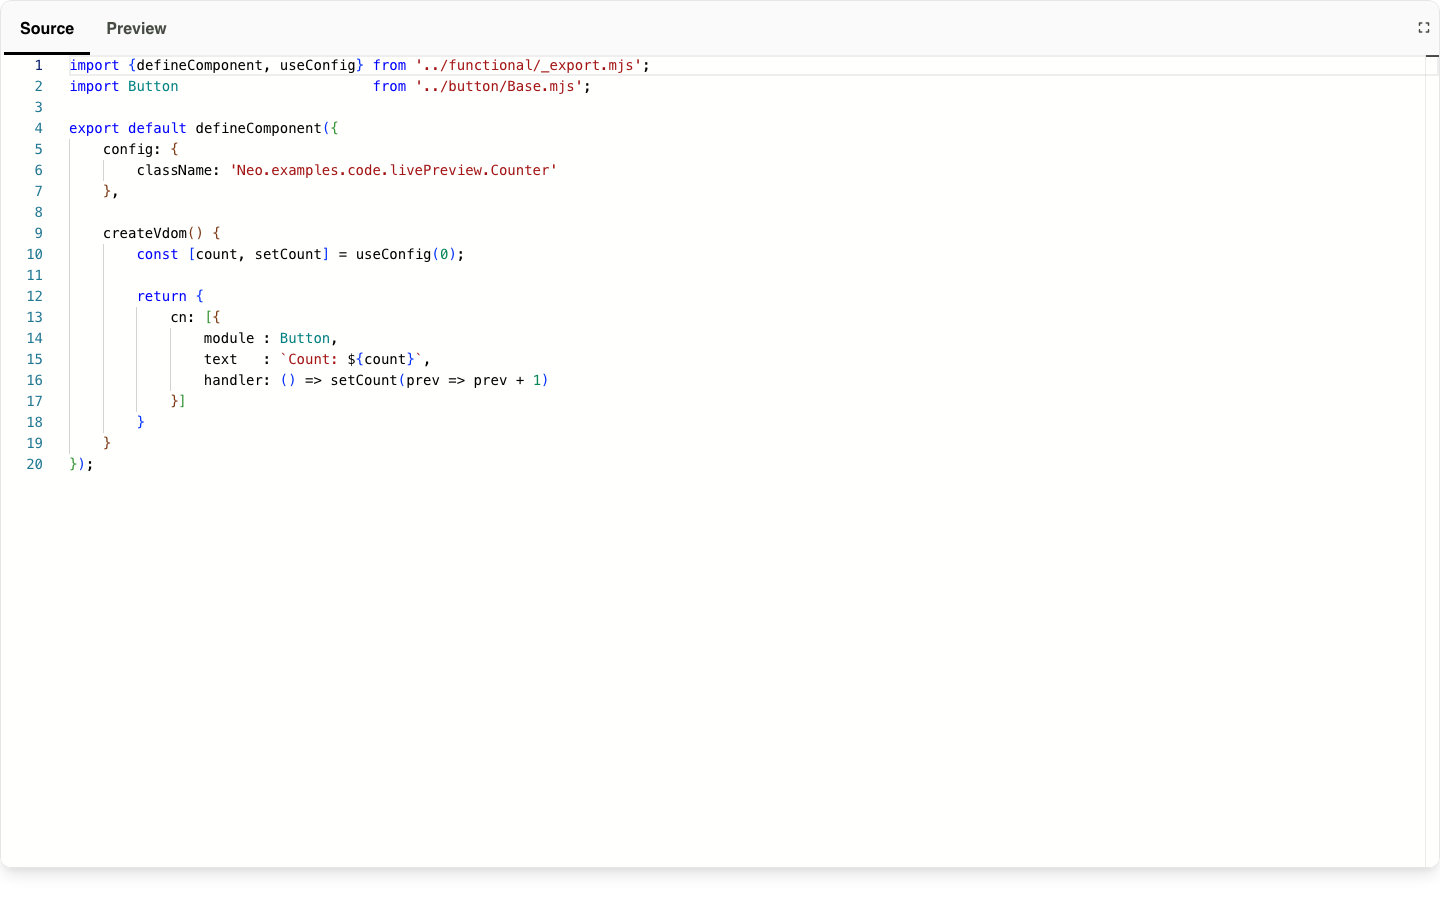 Source Preview
1 import {defineComponent, useConfig} from '../functional/_export.mjs';
2 import Button                       from '../button/Base.mjs';
3
4 export default defineComponent({
5     config: {
6         className: 'Neo.examples.code.livePreview.Counter'
7     },
8
9     createVdom() {
10         const [count, setCount] = useConfig(0);
11
12         return {
13             cn: [{
14                 module : Button,
15                 text   : `Count: ${count}`,
16                 handler: () => setCount(prev => prev + 1)
17             }]
18         }
19     }
20 });